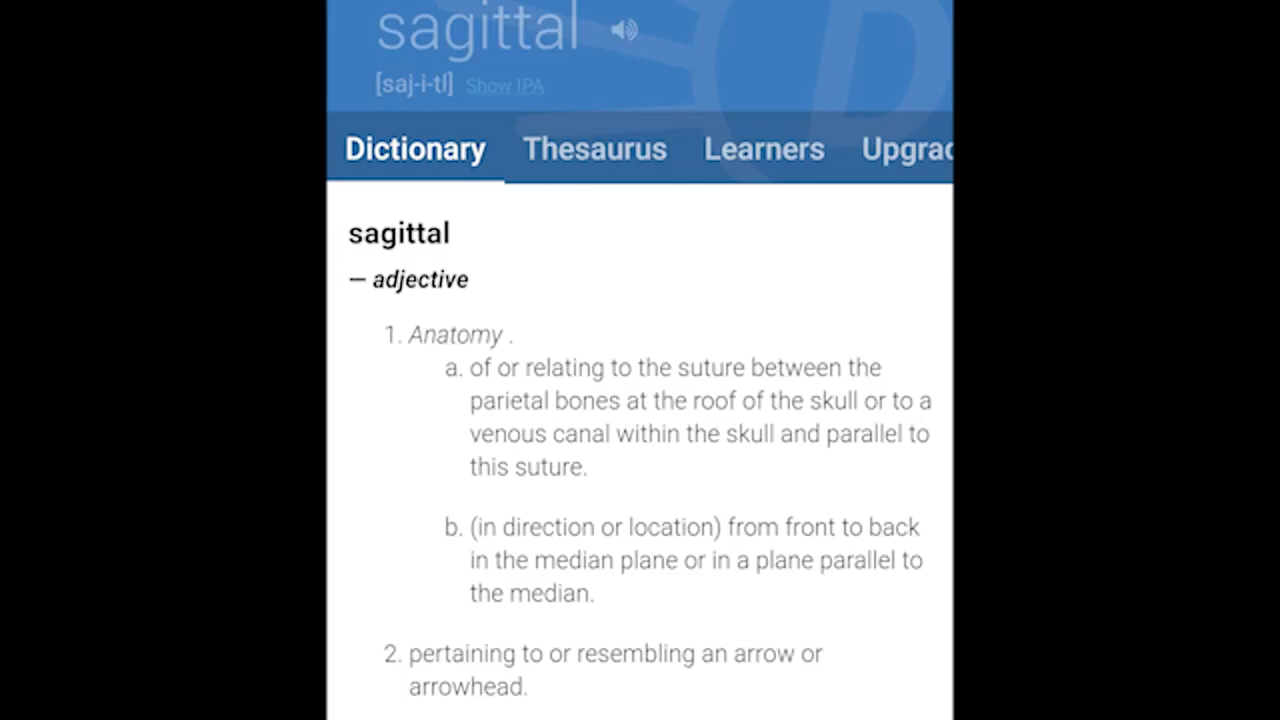 sagittal
[saj-i-tl] Show IPA
Dictionary Thesaurus Learners Upgrad
sagittal
— adjective
1. Anatomy .
a. of or relating to the suture between the
parietal bones at the roof of the skull or to a
venous canal within the skull and parallel to
this suture.
b. (in direction or location) from front to back
in the median plane or in a plane parallel to
the median.
2. pertaining to or resembling an arrow or
arrowhead.